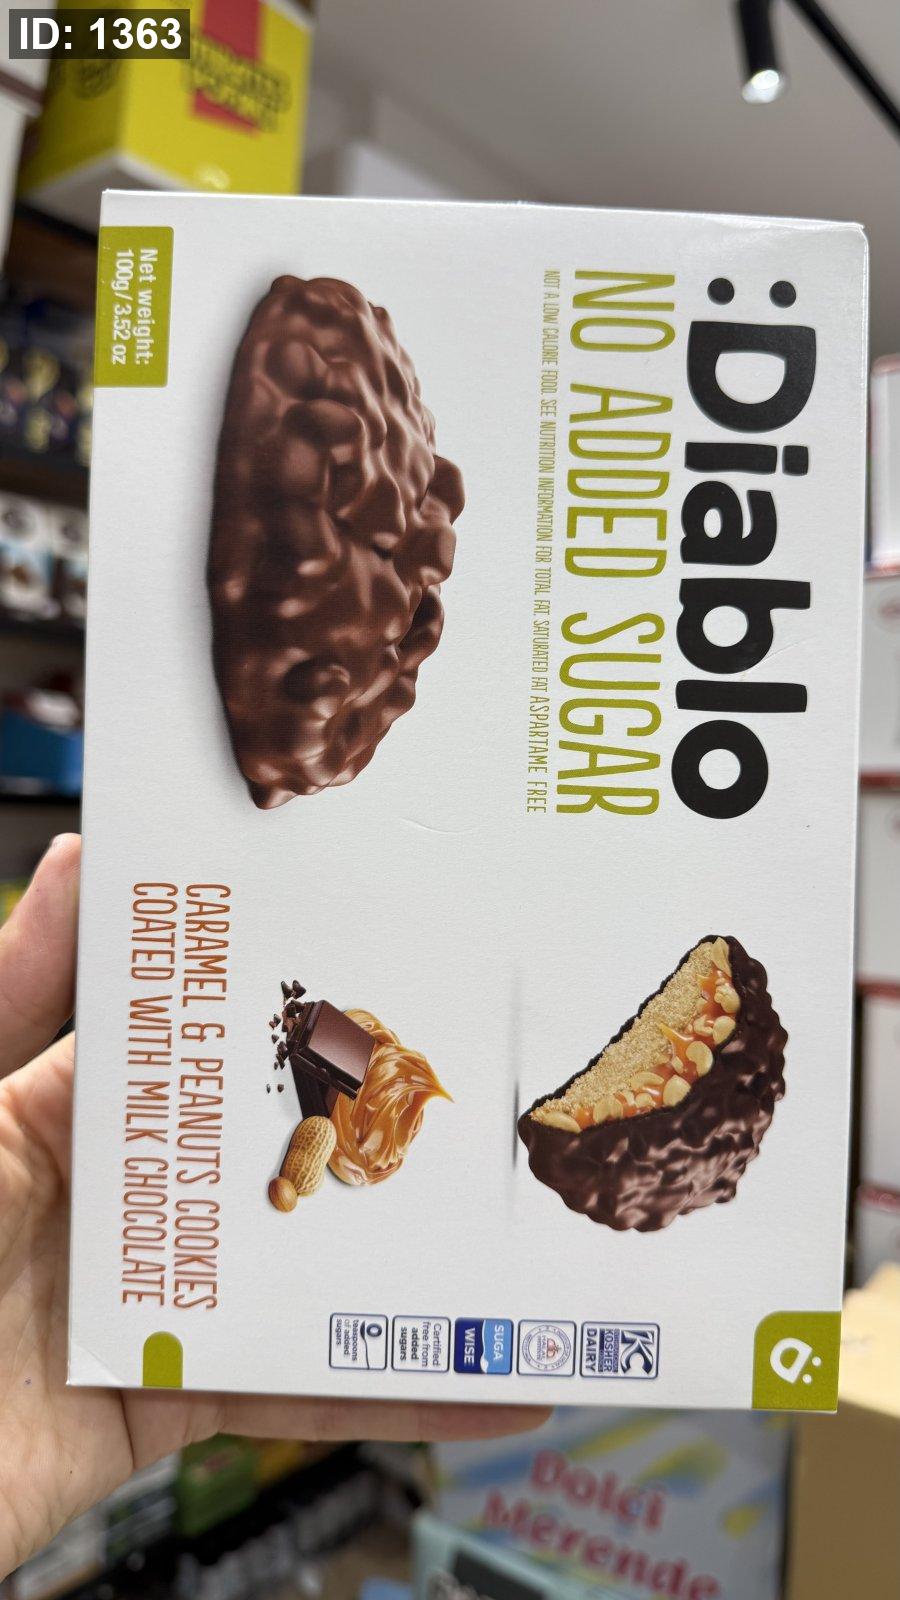 ID: 1363
:Diablo
NO ADDED SUGAR
NOT A LOW CALORIE FOOD. SEE NUTRITION INFORMATION FOR TOTAL FAT, SATURATED FAT ASPARTAME FREE
Net weight:
100g/3.52 oz
CARAMEL & PEANUTS COOKIES
COATED WITH MILK CHOCOLATE
KC
KOSHER
DAIRY
SUGA
WISE
Certified
free from
added
sugars
0
teaspoons
of added
sugars
Dolci
Merende